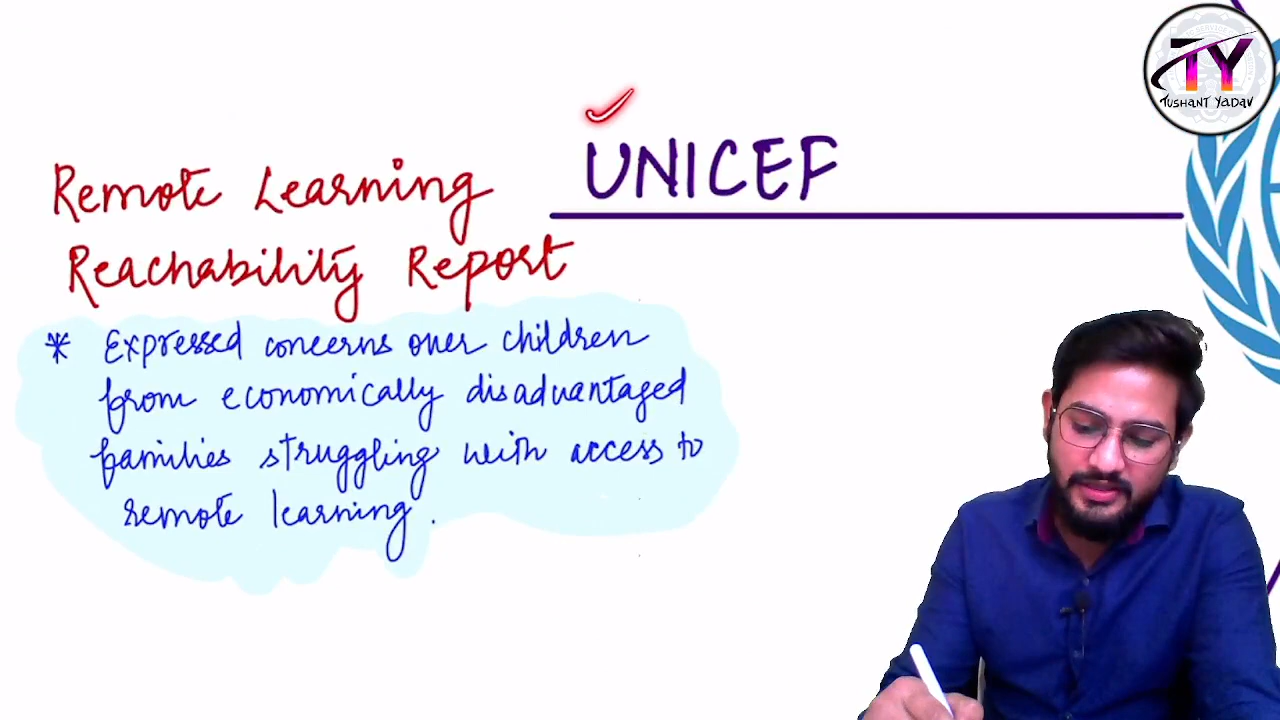 TY
TUSHANT YADAV
UNICEF
Remote Learning
Reachability Report
* Expressed concerns over children
from economically disadvantaged
families struggling with access to
remote learning.